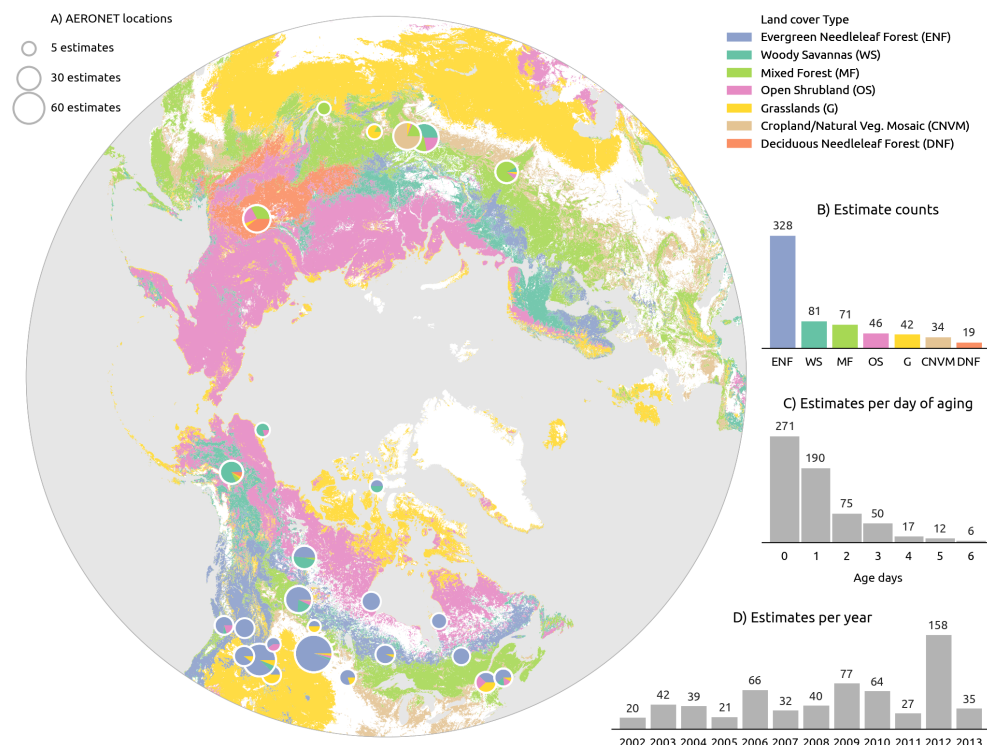 A) AERONET locations
5 estimates
30 estimates
60 estimates
Land cover Type
Evergreen Needleleaf Forest (ENF)
Woody Savannas (WS)
Mixed Forest (MF)
Open Shrubland (OS)
Grasslands (G)
Cropland/Natural Veg. Mosaic (CNVM)
Deciduous Needleleaf Forest (DNF)
B) Estimate counts
328
81 71 46 42 34 19
ENF WS MF OS G CNVM DNF
C) Estimates per day of aging
271
190
75
50
17 12 6
0 1 2 3 4 5 6
Age days
D) Estimates per year
158
20 42 39 21 66 32 40 77 64 27 35
2002 2003 2004 2005 2006 2007 2008 2009 2010 2011 2012 2013